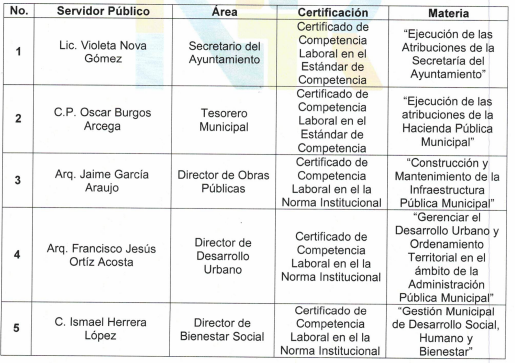 No. Servidor Público Área Certificación Materia
1
Lic. Violeta Nova
Gómez
Secretario del
Ayuntamiento
Certificado de
Competencia
Laboral en el
Estándar de
Competencia
“Ejecución de las
Atribuciones de la
Secretaría del
Ayuntamiento”
2
C.P. Oscar Burgos
Arcega
Tesorero
Municipal
Certificado de
Competencia
Laboral en el
Estándar de
Competencia
“Ejecución de las
atribuciones de la
Hacienda Pública
Municipal”
3
Arq. Jaime García
Araujo
Director de Obras
Públicas
Certificado de
Competencia
Laboral en el la
Norma Institucional
“Construcción y
Mantenimiento de la
Infraestructura
Pública Municipal”
4
Arq. Francisco Jesús
Ortíz Acosta
Director de
Desarrollo
Urbano
Certificado de
Competencia
Laboral en el la
Norma Institucional
“Gerenciar el
Desarrollo Urbano y
Ordenamiento
Territorial en el
ámbito de la
Administración
Pública Municipal”
5
C. Ismael Herrera
López
Director de
Bienestar Social
Certificado de
Competencia
Laboral en el la
Norma Institucional
“Gestión Municipal
de Desarrollo Social,
Humano y
Bienestar”